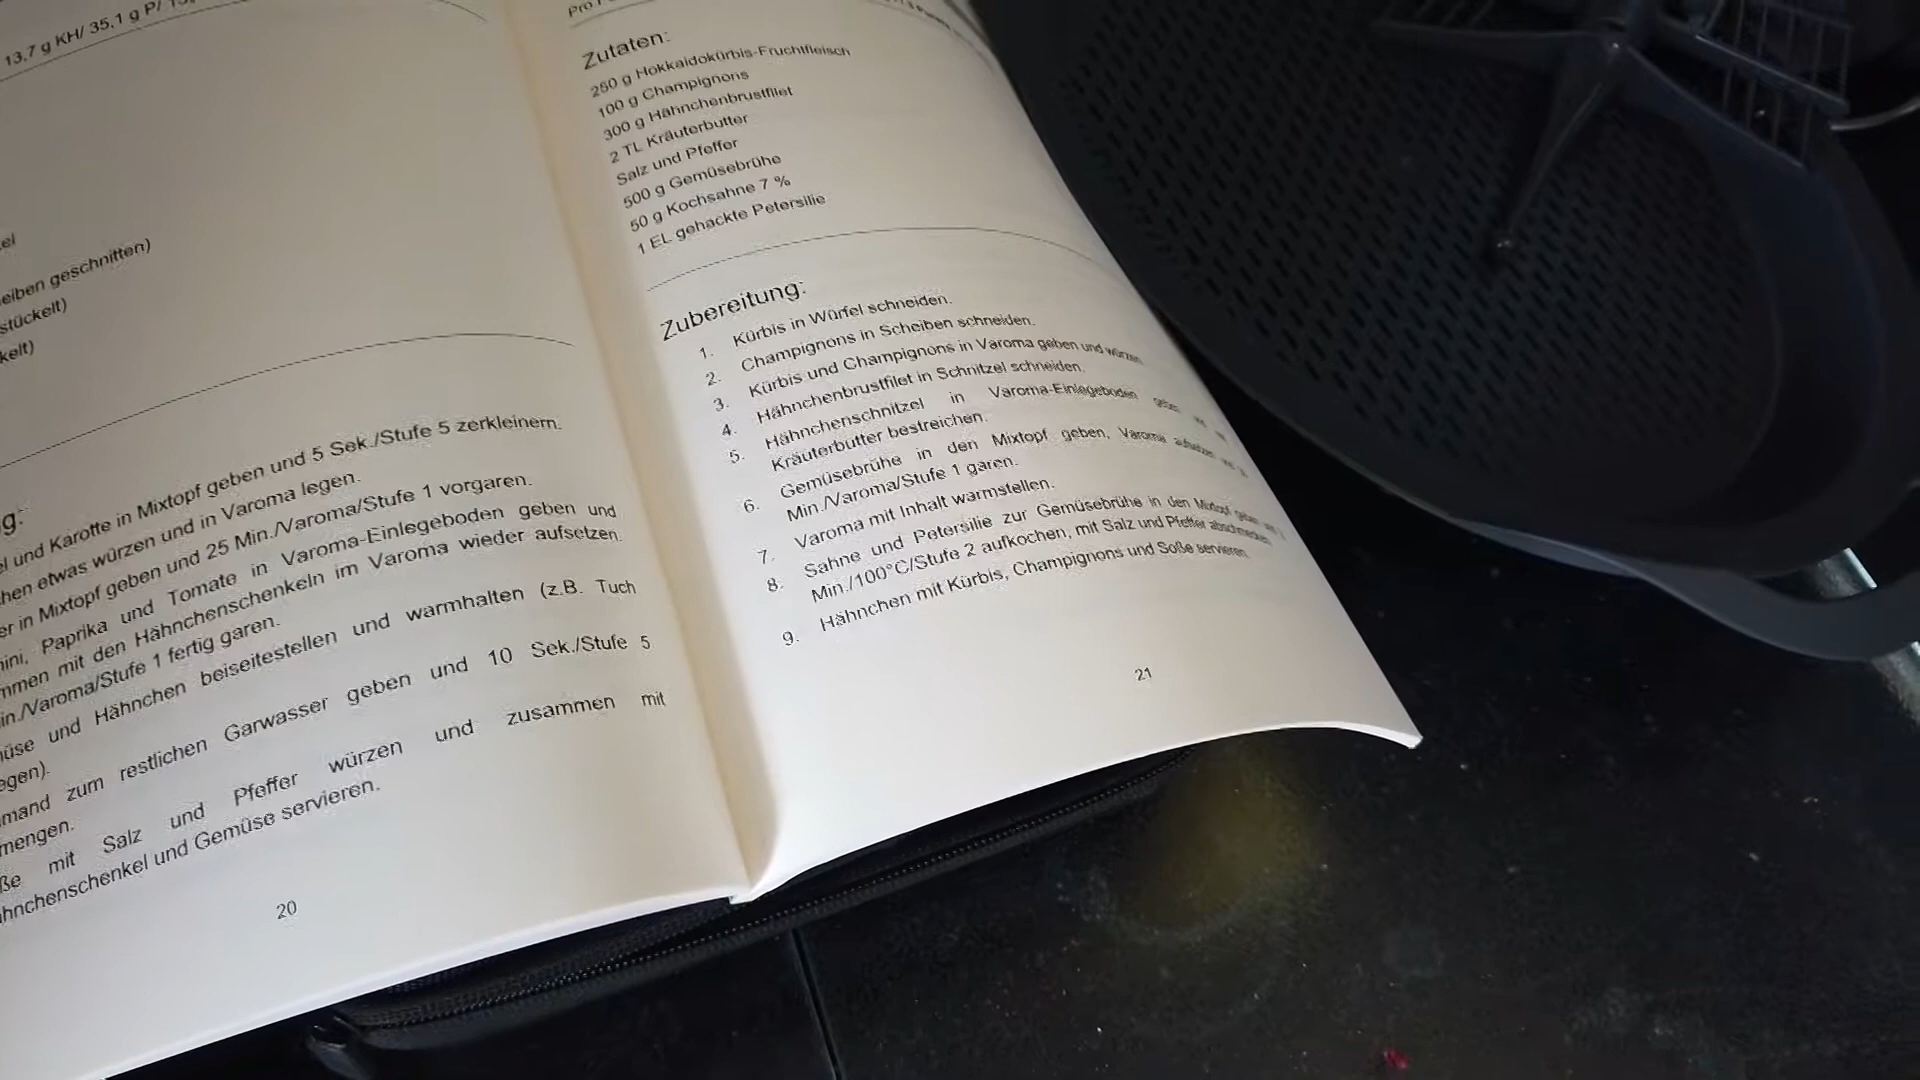 13,7 g KH/ 35,1 g P/
el
eiben geschnitten)
stückelt)
kelt)
g:
el und Karotte in Mixtopf geben und 5 Sek./Stufe 5 zerkleinern.
hen etwas würzen und in Varoma legen.
er in Mixtopf geben und 25 Min./Varoma/Stufe 1 vorgaren.
ini, Paprika und Tomate in Varoma-Einlegeboden geben und
mmen mit den Hähnchenschenkeln im Varoma wieder aufsetzen.
in./Varoma/Stufe 1 fertig garen.
üse und Hähnchen beiseitestellen und warmhalten (z.B. Tuch
egen).
mand zum restlichen Garwasser geben und 10 Sek./Stufe 5
mengen.
ße mit Salz und Pfeffer würzen und zusammen mit
hnchenschenkel und Gemüse servieren.
20
Pro
Zutaten:
250 g Hokkaidokürbis-Fruchtfleisch
100 g Champignons
300 g Hähnchenbrustfilet
2 TL Kräuterbutter
Salz und Pfeffer
500 g Gemüsebrühe
50 g Kochsahne 7 %
1 EL gehackte Petersilie
Zubereitung:
1. Kürbis in Würfel schneiden.
2. Champignons in Scheiben schneiden.
3. Kürbis und Champignons in Varoma geben und würzen.
4. Hähnchenbrustfilet in Schnitzel schneiden.
5. Hähnchenschnitzel in Varoma-Einlegeboden geben
Kräuterbutter bestreichen.
6. Gemüsebrühe in den Mixtopf geben, Varoma aufsetzen
Min./Varoma/Stufe 1 garen.
7. Varoma mit Inhalt warmstellen.
8. Sahne und Petersilie zur Gemüsebrühe in den Mixtopf geben
Min./100°C/Stufe 2 aufkochen, mit Salz und Pfeffer abschmecken.
9. Hähnchen mit Kürbis, Champignons und Soße servieren.
21